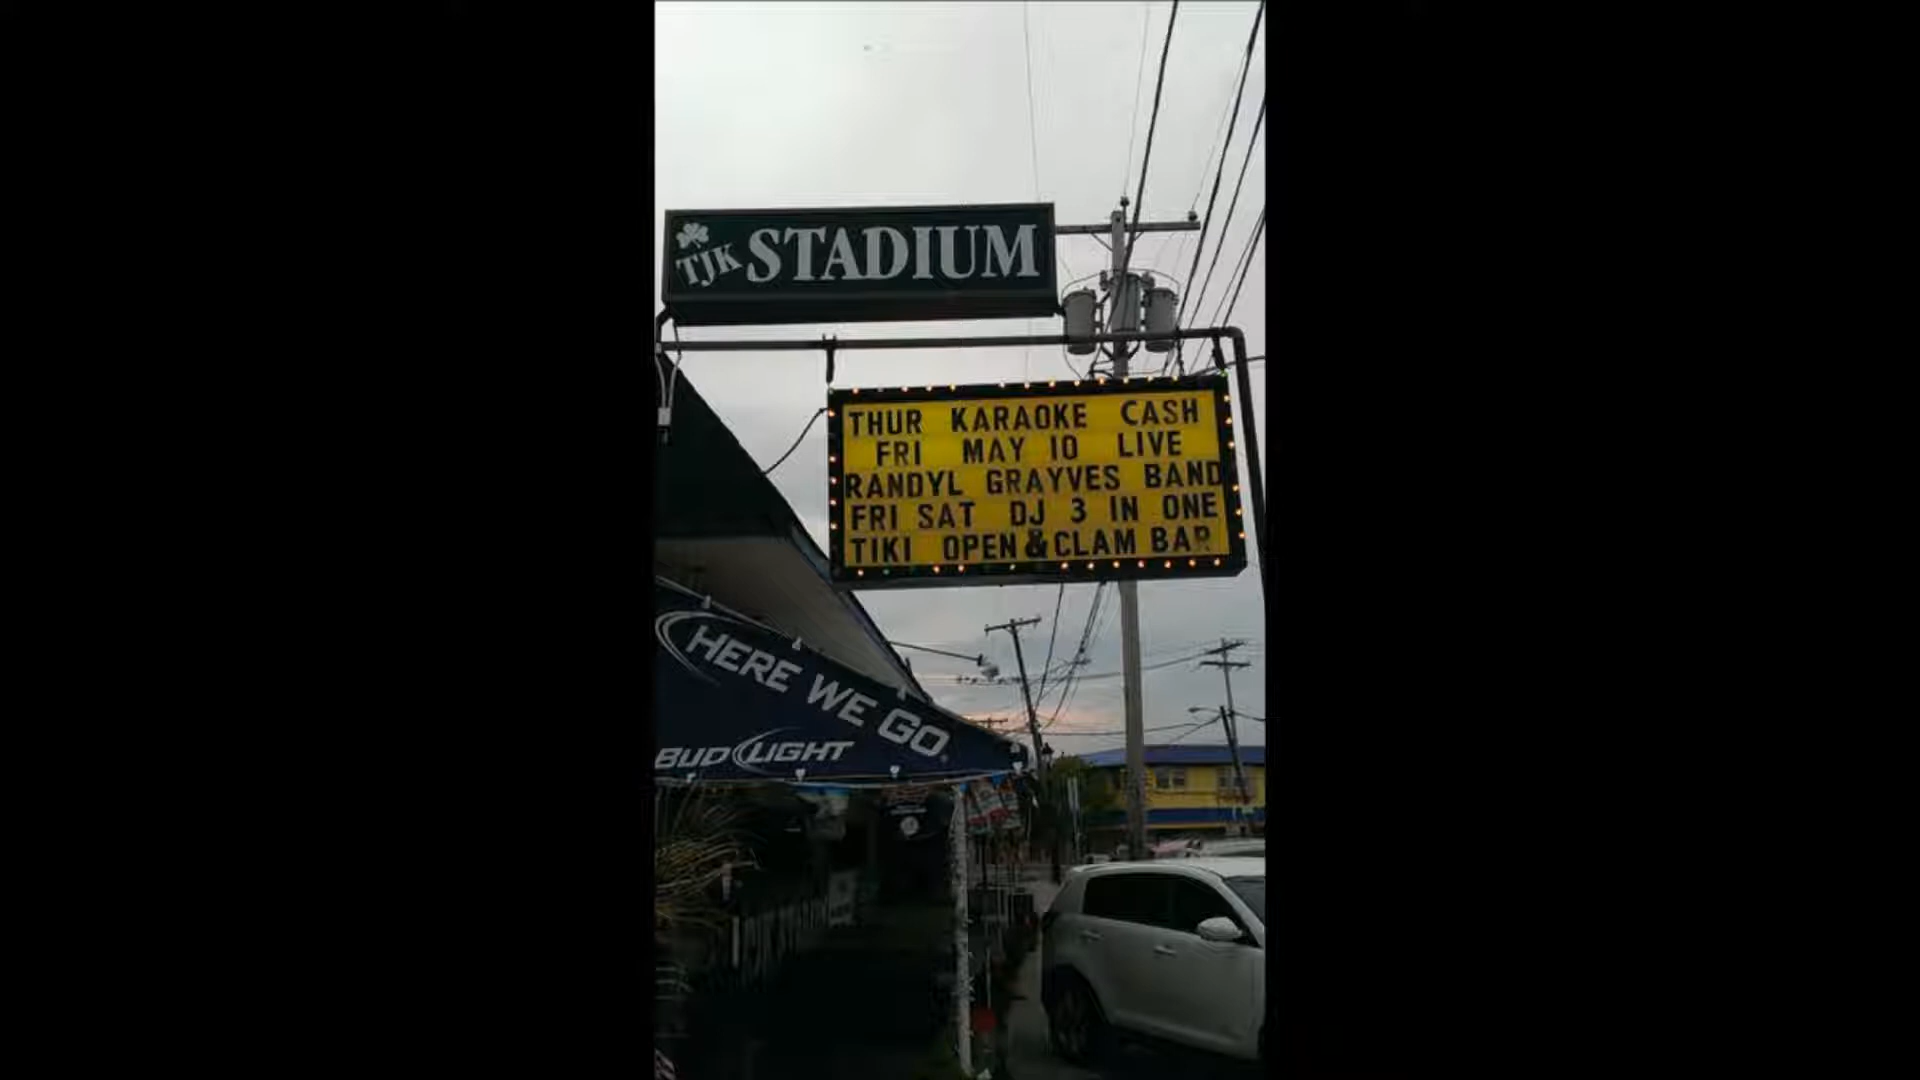 TJK STADIUM
THUR KARAOKE CASH
FRI MAY 10 LIVE
RANDYL GRAYVES BAND
FRI SAT DJ 3 IN ONE
TIKI OPEN & CLAM BAR
HERE WE GO.
BUD LIGHT